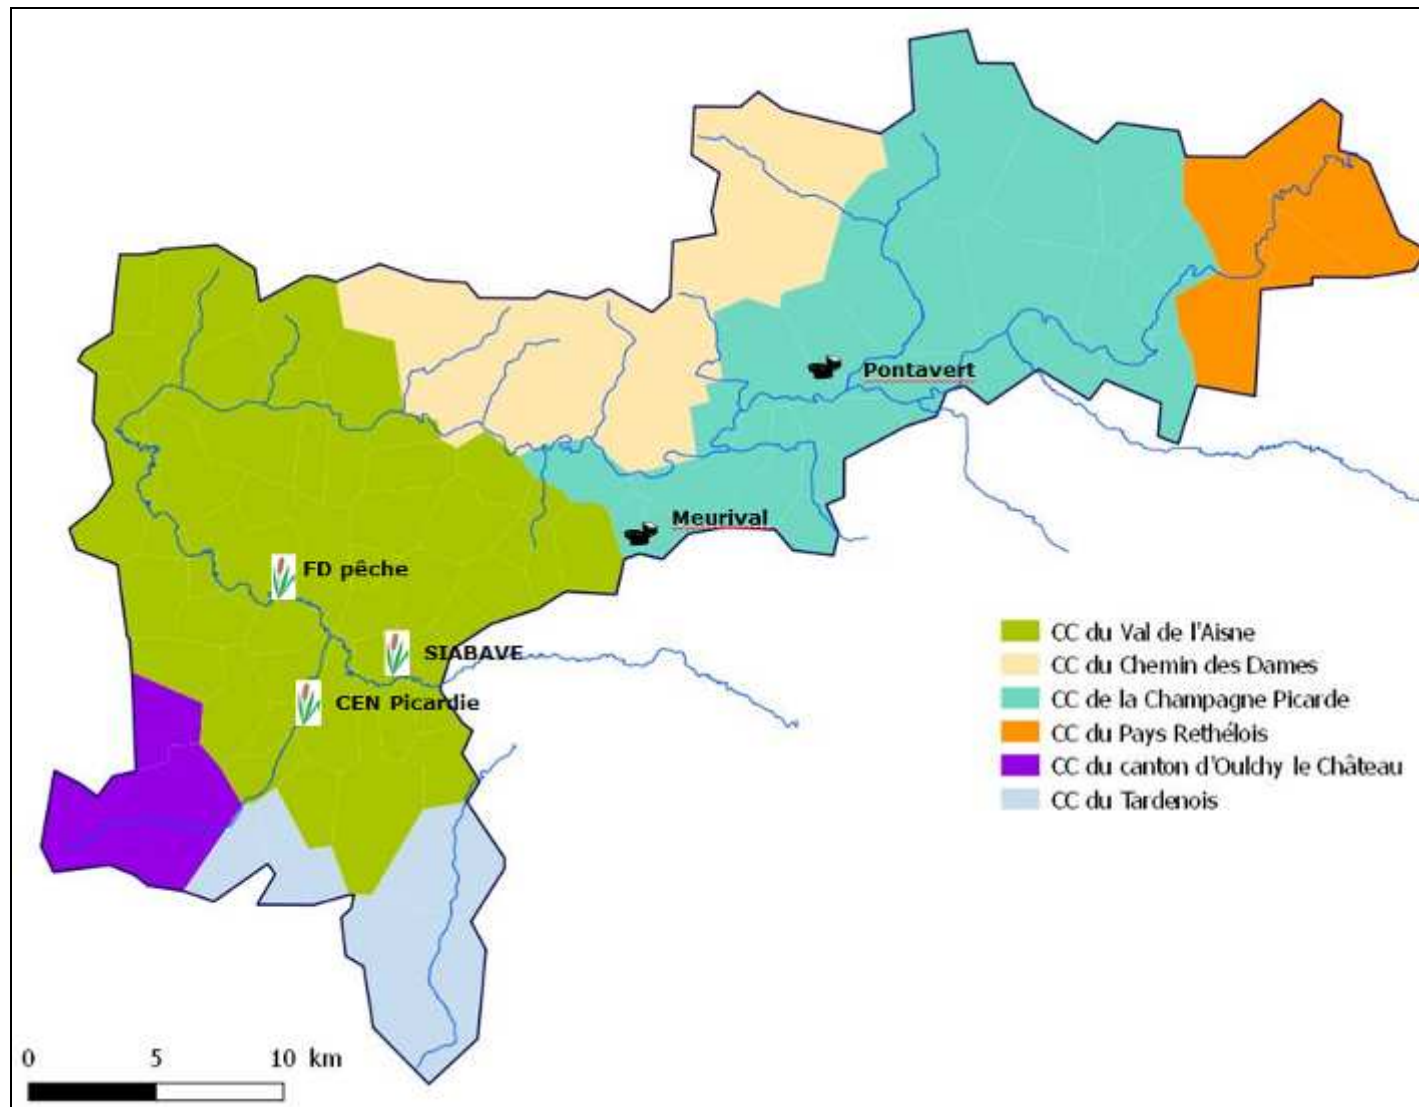 Pontavert
Meurival
FD pêche
SIABAVE
CEN Picardie
CC du Val de l'Aisne
CC du Chemin des Dames
CC de la Champagne Picarde
CC du Pays Rethélois
CC du canton d'Oulchy le Château
CC du Tardenois
0 5 10 km